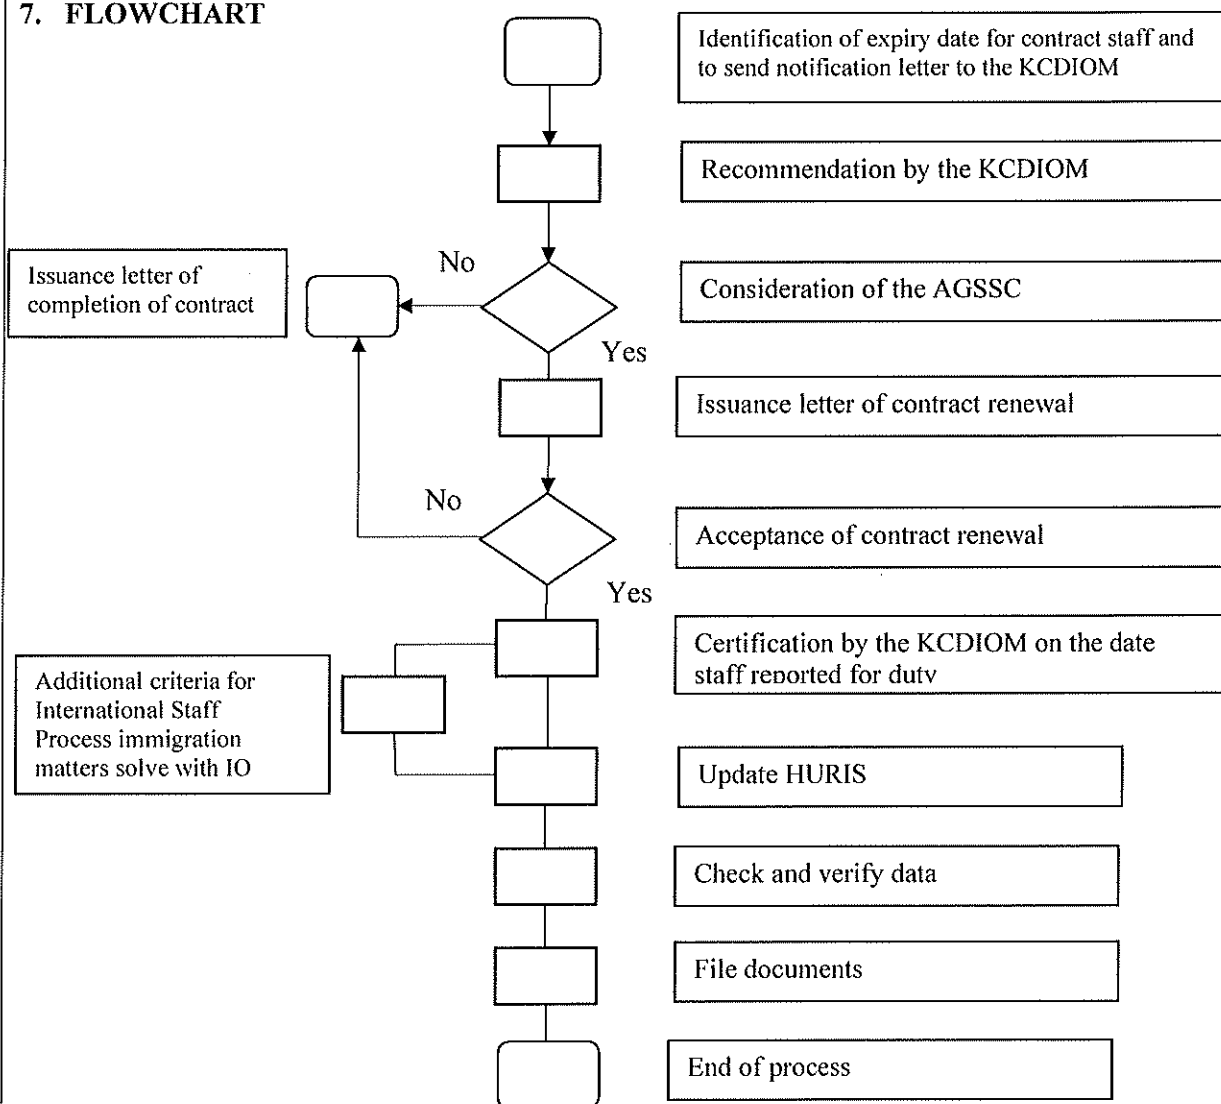 7. FLOWCHART
Identification of expiry date for contract staff and
to send notification letter to the KCDIOM
Recommendation by the KCDIOM
No
Issuance letter of
completion of contract
Consideration of the AGSSC
Yes
Issuance letter of contract renewal
No
Acceptance of contract renewal
Yes
Certification by the KCDIOM on the date
staff reported for duty
Additional criteria for
International Staff
Process immigration
matters solve with IO
Update HURIS
Check and verify data
File documents
End of process